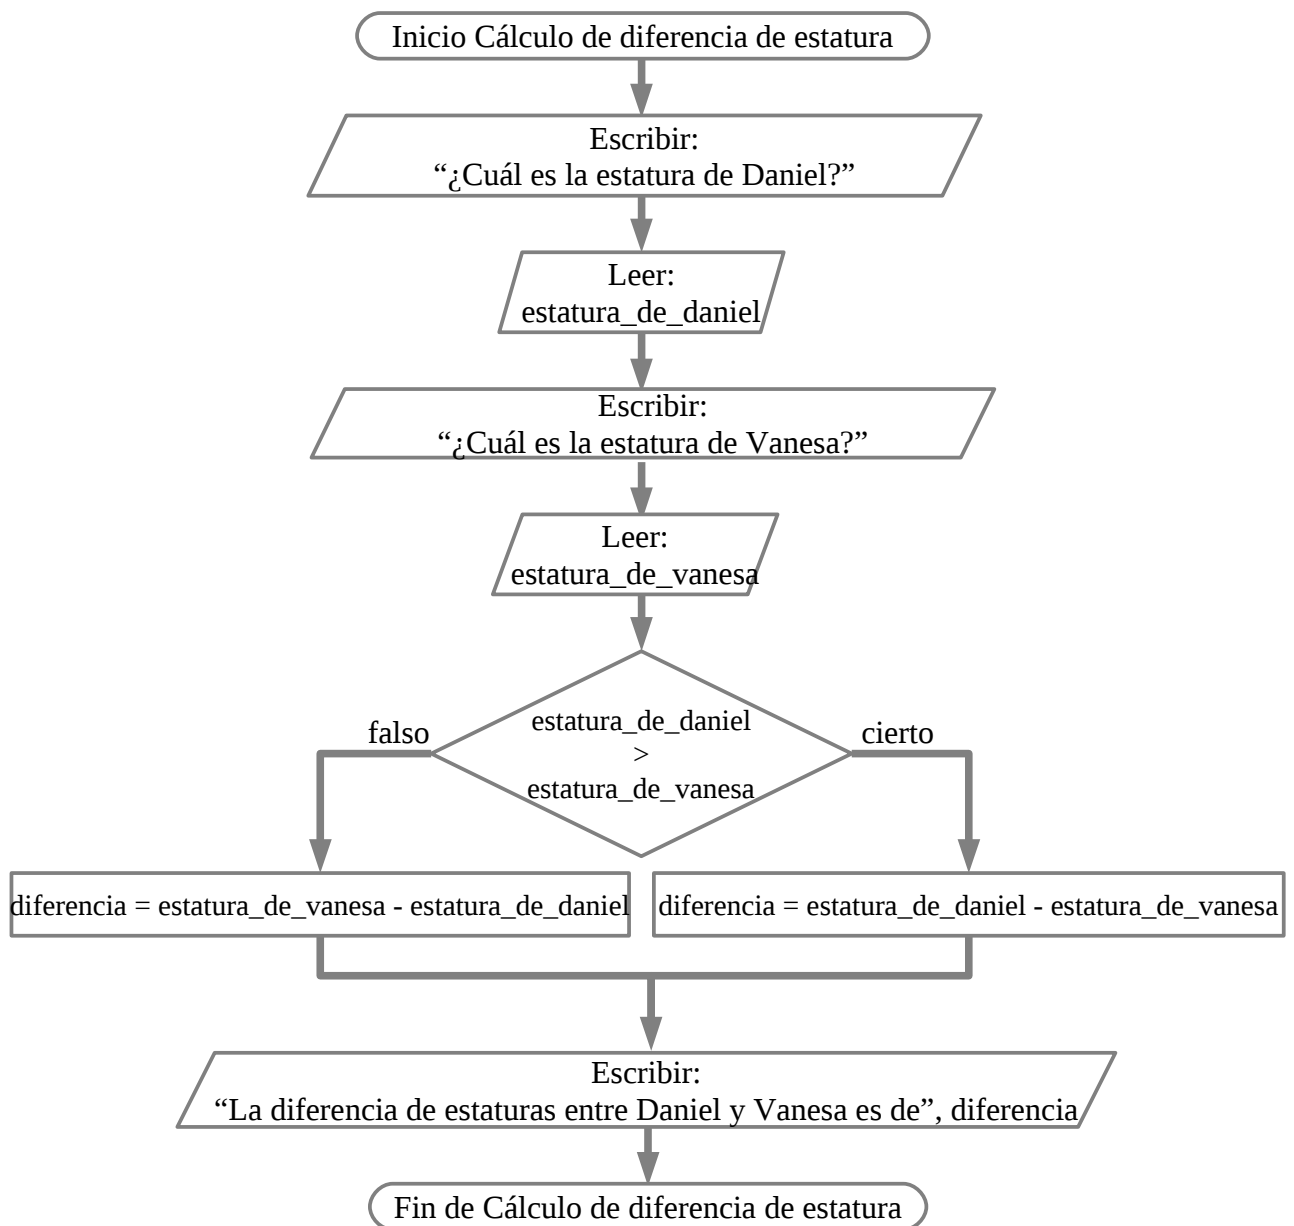 Inicio Cálculo de diferencia de estatura
Escribir:
“¿Cuál es la estatura de Daniel?”
Leer:
estatura_de_daniel
Escribir:
“¿Cuál es la estatura de Vanesa?”
Leer:
estatura_de_vanesa
falso
estatura_de_daniel
>
estatura_de_vanesa
cierto
diferencia = estatura_de_vanesa - estatura_de_daniel
diferencia = estatura_de_daniel - estatura_de_vanesa
Escribir:
“La diferencia de estaturas entre Daniel y Vanesa es de”, diferencia
Fin de Cálculo de diferencia de estatura